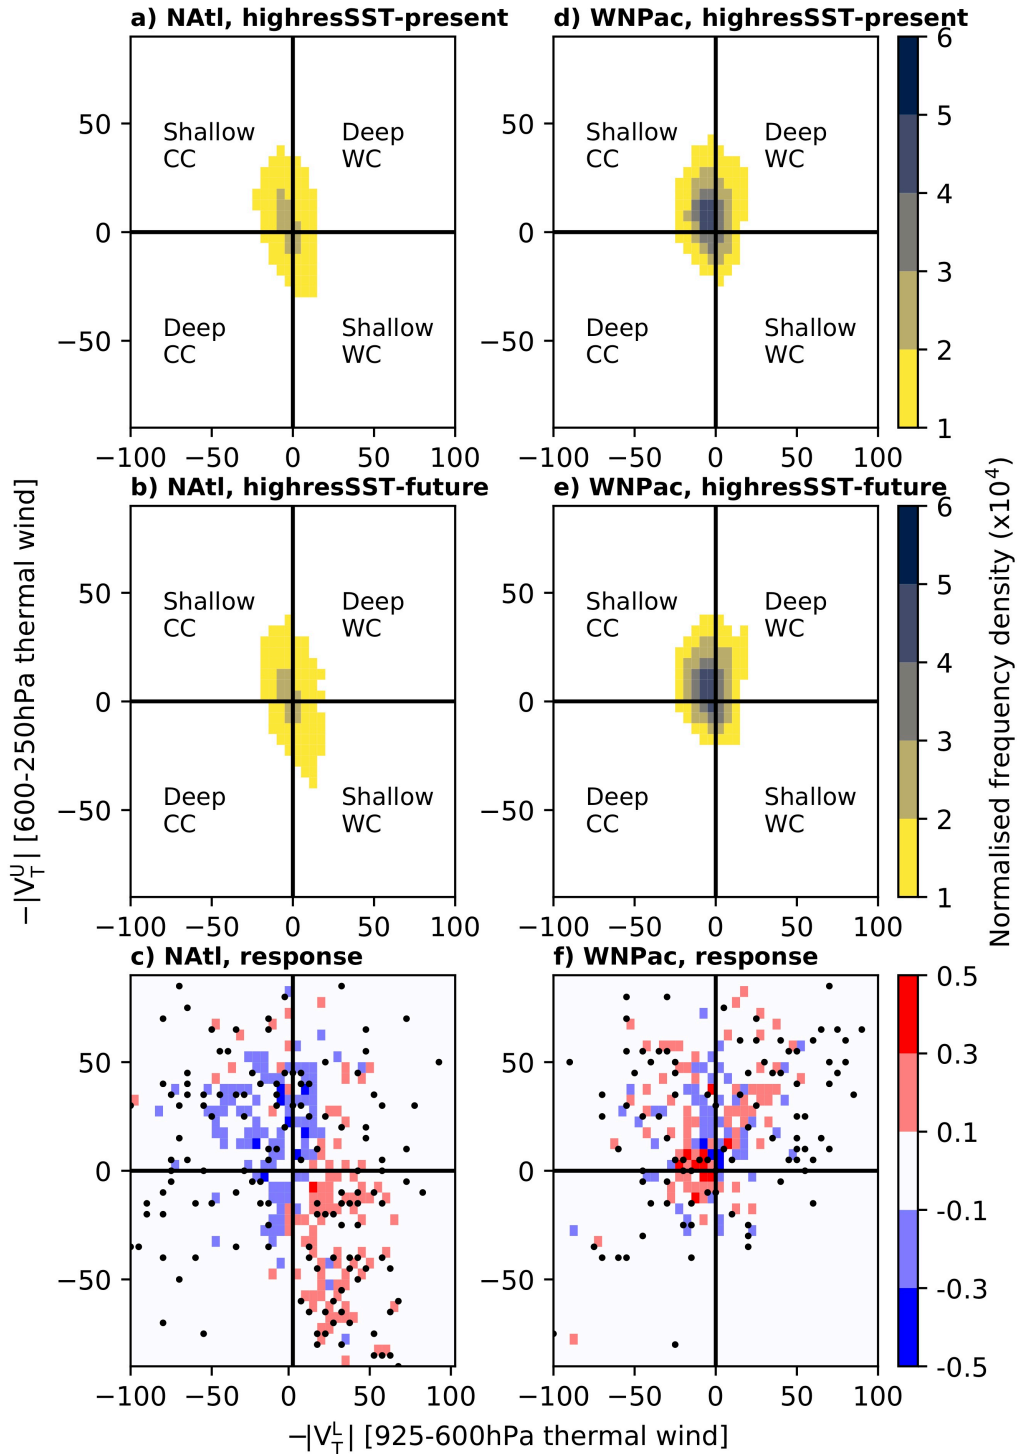 a) NAtl, highresSST-present
50
0
−50
Shallow
CC
Deep
WC
Deep
CC
Shallow
WC
−100 −50 0 50 100
d) WNPac, highresSST-present
50
0
−50
Shallow
CC
Deep
WC
Deep
CC
Shallow
WC
−100 −50 0 50 100
6
5
4
3
2
1
b) NAtl, highresSST-future
50
0
−50
Shallow
CC
Deep
WC
Deep
CC
Shallow
WC
−100 −50 0 50 100
e) WNPac, highresSST-future
50
0
−50
Shallow
CC
Deep
WC
Deep
CC
Shallow
WC
−100 −50 0 50 100
6
5
4
3
2
1
c) NAtl, response
50
0
−50
−100 −50 0 50 100
f) WNPac, response
50
0
−50
−100 −50 0 50 100
0.5
0.3
0.1
-0.1
-0.3
-0.5
−|V_T^U| [600-250hPa thermal wind]
Normalised frequency density (x10⁴)
−|V_T^L| [925-600hPa thermal wind]